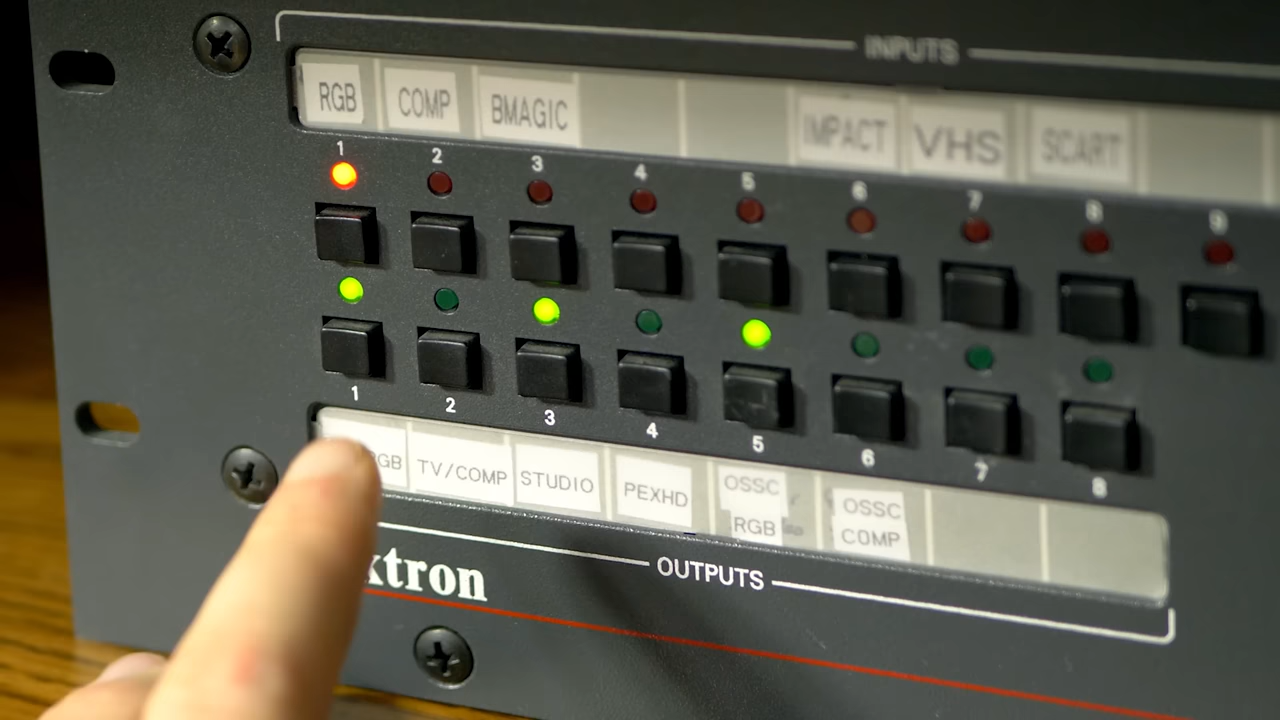 INPUTS
RGB COMP BMAGIC IMPACT VHS SCART
1 2 3 4 5 6 7 8 9
1 2 3 4 5 6 7 8
GB TV/COMP STUDIO PEXHD OSSC RGB OSSC COMP
OUTPUTS
xtron